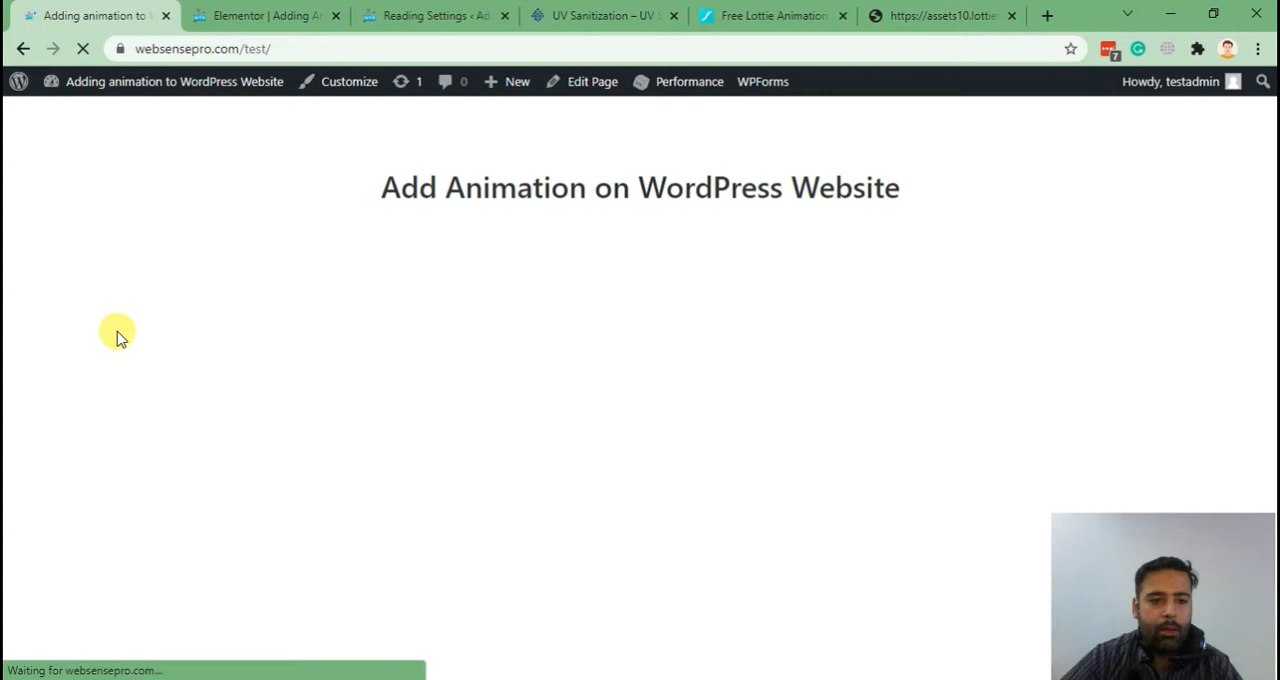 Adding animation to
Elementor | Adding A
Reading Settings ‹ Ad
UV Sanitization – UV S
Free Lottie Animation
https://assets10.lottie
websensepro.com/test/
7
Adding animation to WordPress Website
Customize
1
0
New
Edit Page
Performance
WPForms
Howdy, testadmin
Add Animation on WordPress Website
Waiting for websensepro.com...